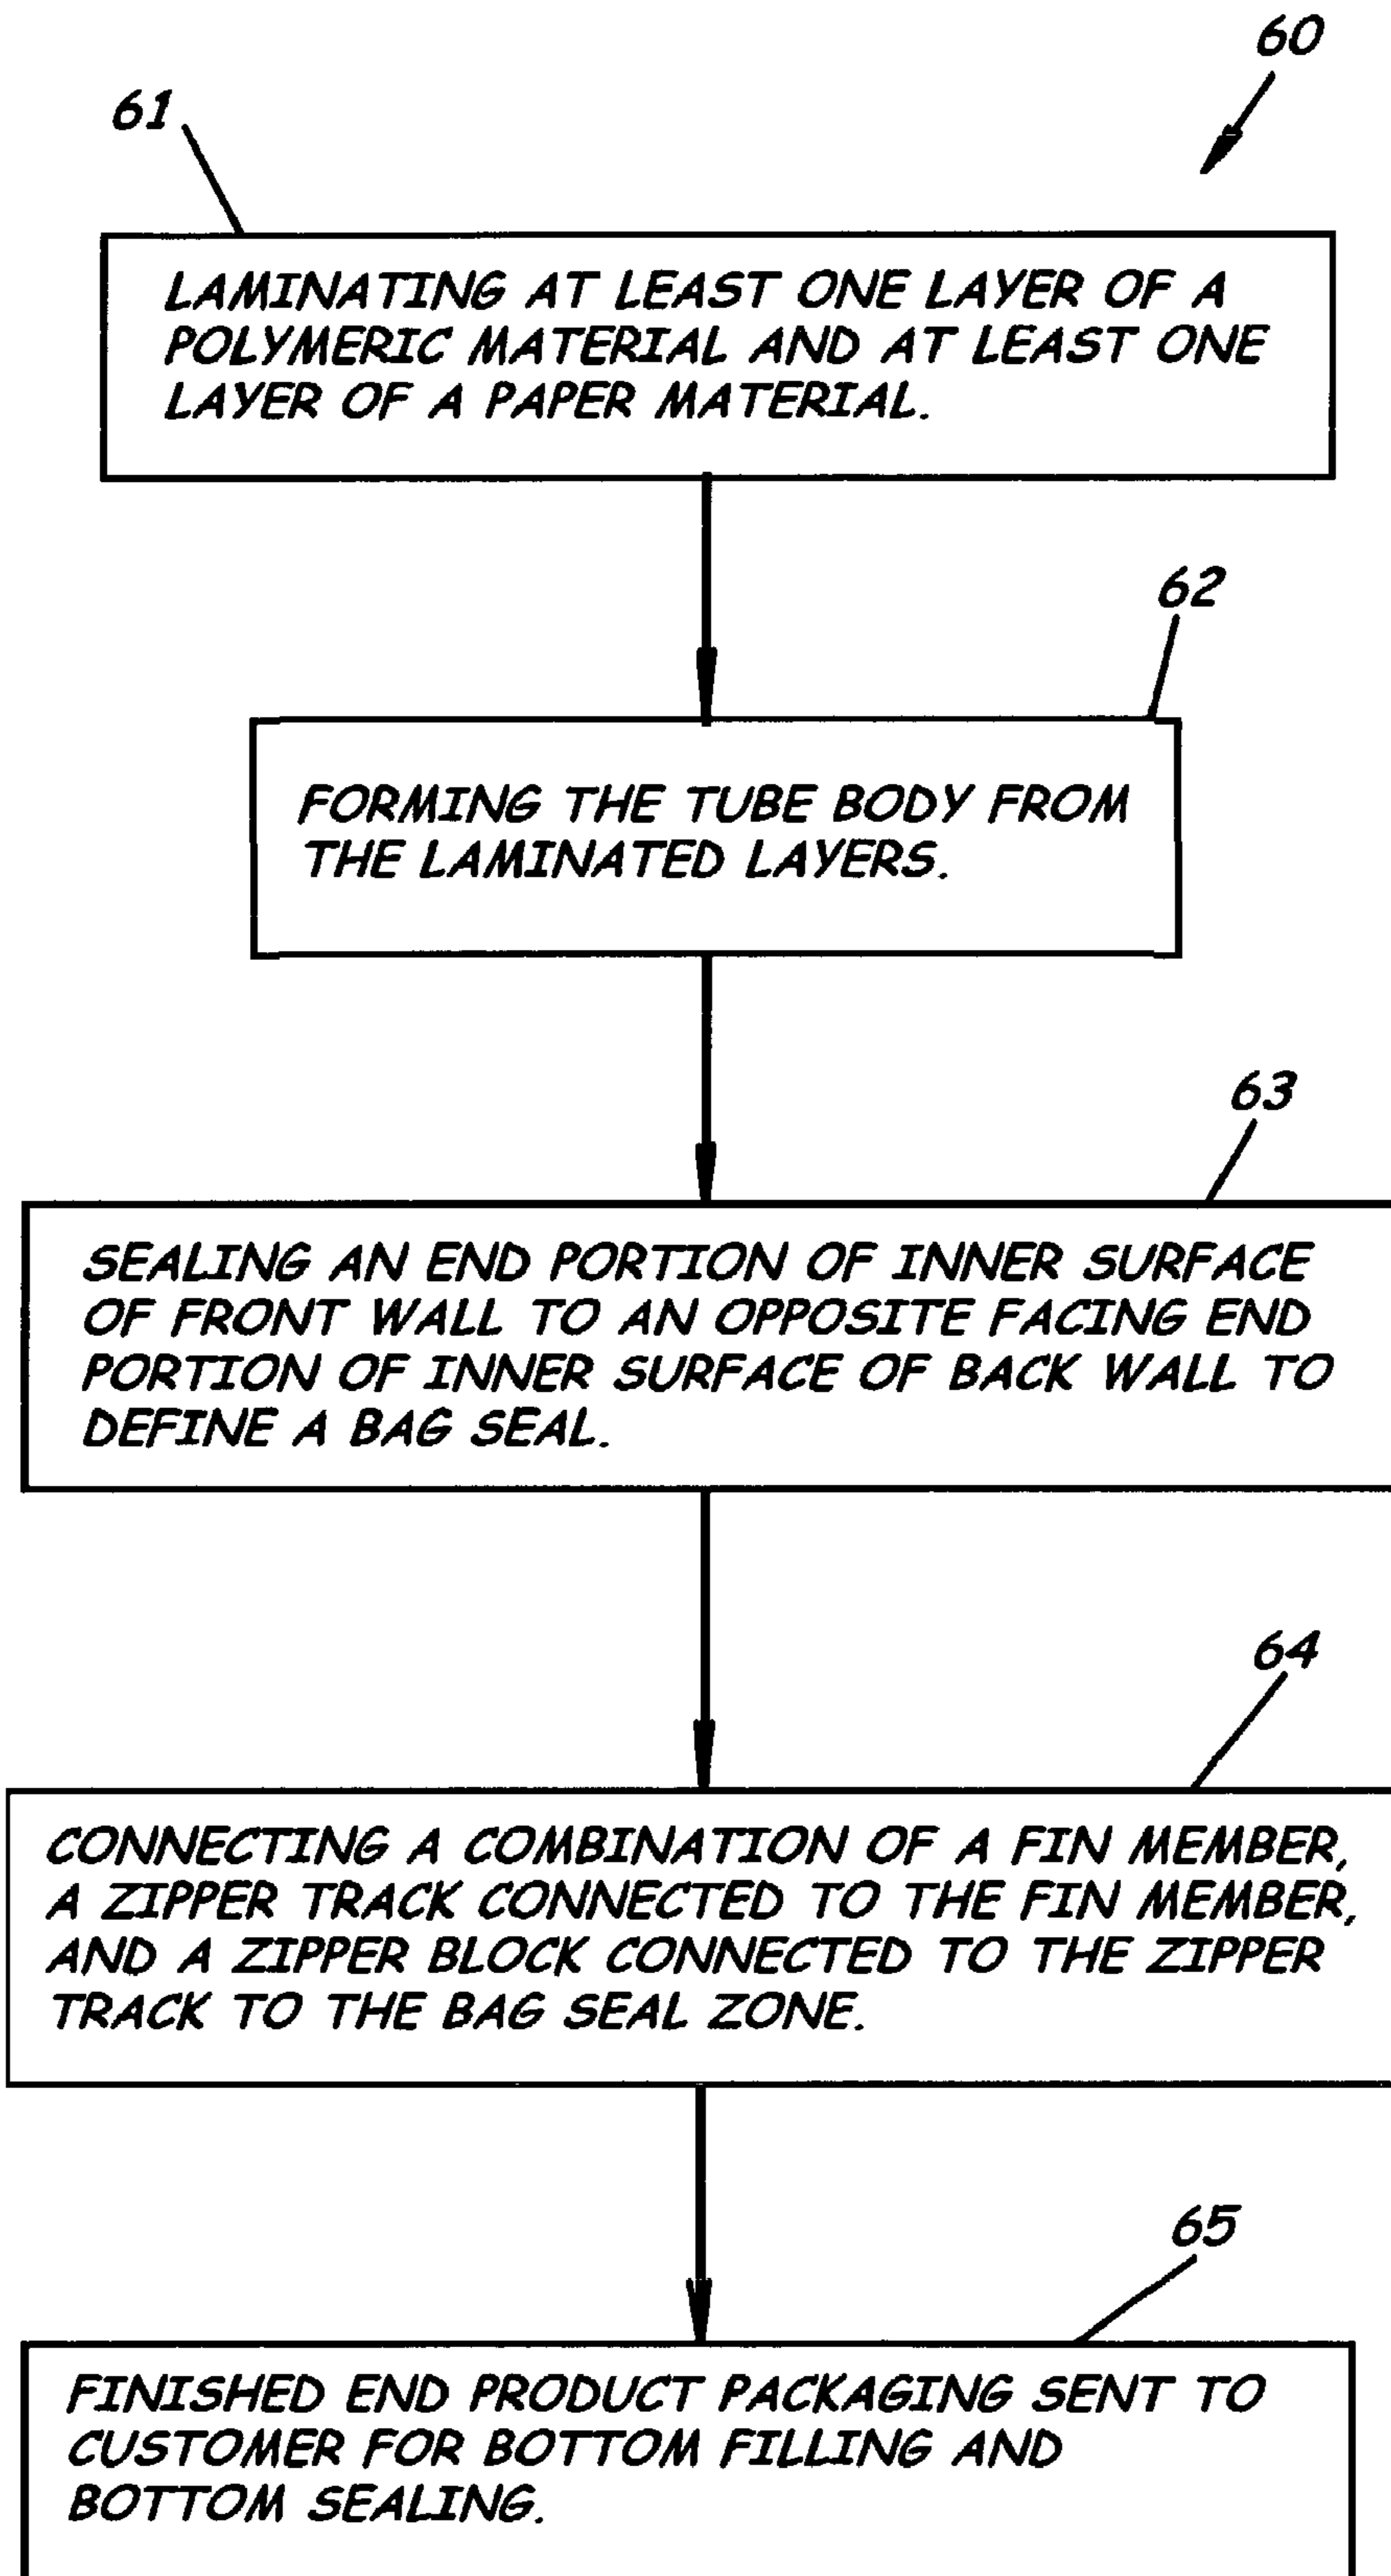 60
61
LAMINATING AT LEAST ONE LAYER OF A
POLYMERIC MATERIAL AND AT LEAST ONE
LAYER OF A PAPER MATERIAL.
62
FORMING THE TUBE BODY FROM
THE LAMINATED LAYERS.
63
SEALING AN END PORTION OF INNER SURFACE
OF FRONT WALL TO AN OPPOSITE FACING END
PORTION OF INNER SURFACE OF BACK WALL TO
DEFINE A BAG SEAL.
64
CONNECTING A COMBINATION OF A FIN MEMBER,
A ZIPPER TRACK CONNECTED TO THE FIN MEMBER,
AND A ZIPPER BLOCK CONNECTED TO THE ZIPPER
TRACK TO THE BAG SEAL ZONE.
65
FINISHED END PRODUCT PACKAGING SENT TO
CUSTOMER FOR BOTTOM FILLING AND
BOTTOM SEALING.